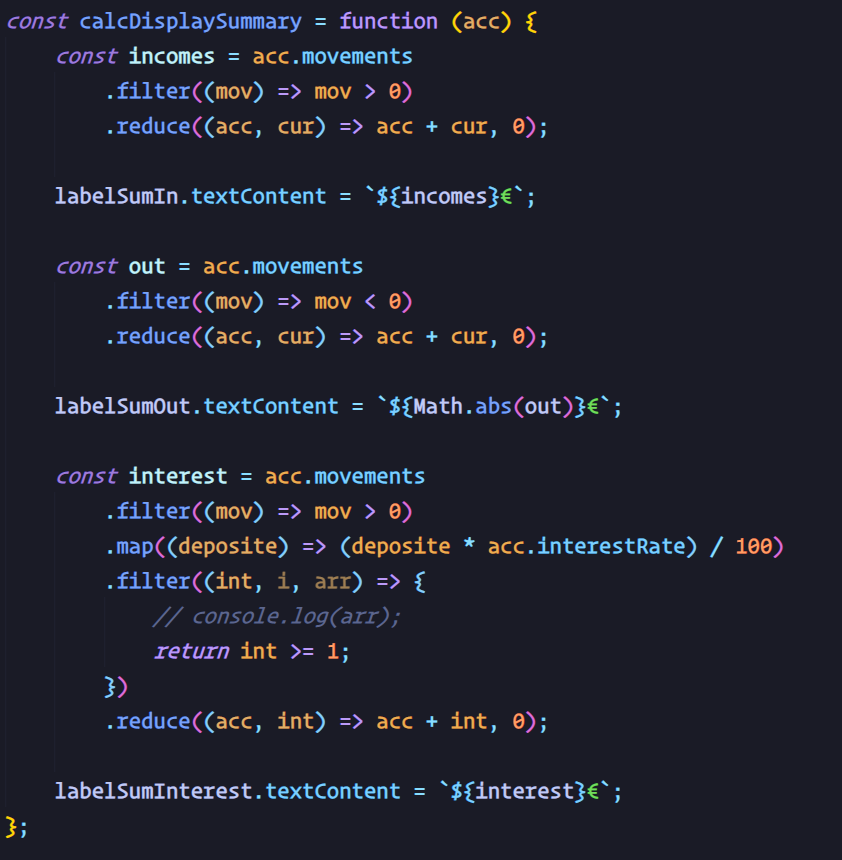 const calcDisplaySummary = function (acc) {
    const incomes = acc.movements
        .filter((mov) => mov > 0)
        .reduce((acc, cur) => acc + cur, 0);

    labelSumIn.textContent = `${incomes}€`;

    const out = acc.movements
        .filter((mov) => mov < 0)
        .reduce((acc, cur) => acc + cur, 0);

    labelSumOut.textContent = `${Math.abs(out)}€`;

    const interest = acc.movements
        .filter((mov) => mov > 0)
        .map((deposite) => (deposite * acc.interestRate) / 100)
        .filter((int, i, arr) => {
            // console.log(arr);
            return int >= 1;
        })
        .reduce((acc, int) => acc + int, 0);

    labelSumInterest.textContent = `${interest}€`;
};